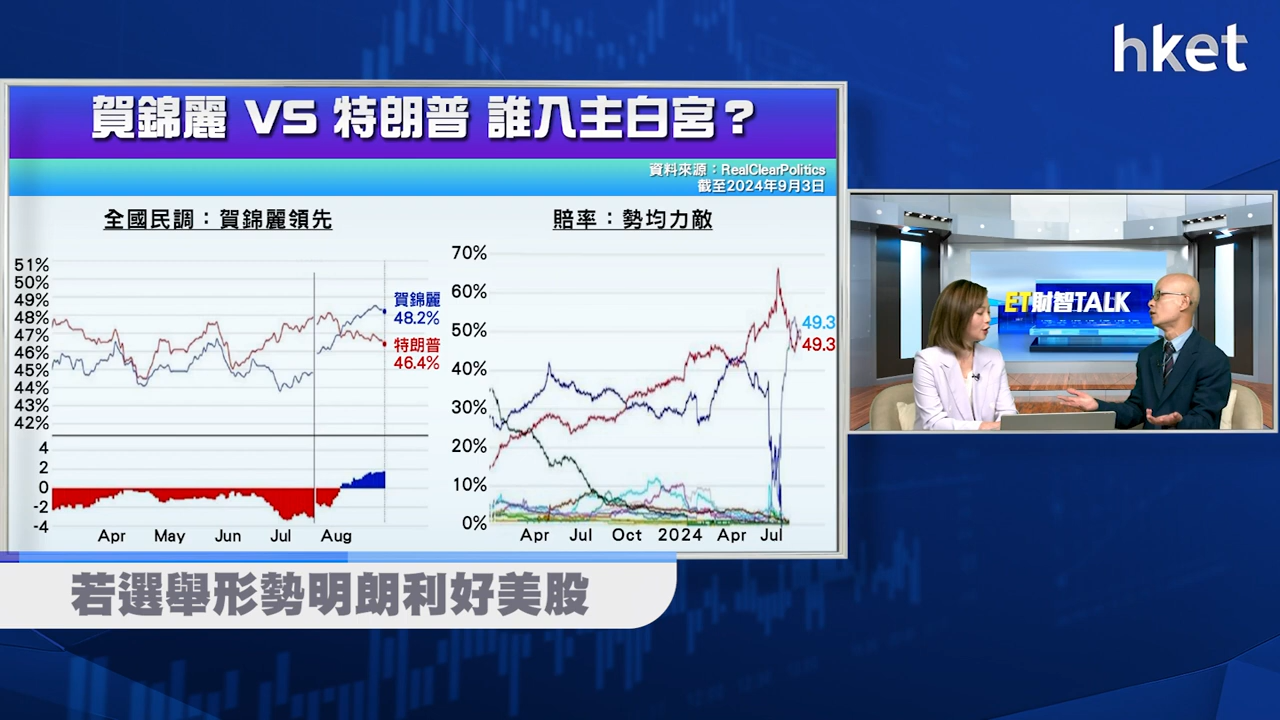 hket
賀錦麗 VS 特朗普 誰入主白宮？
資料來源：RealClearPolitics
截至2024年9月3日
全國民調：賀錦麗領先
51%
50%
49%
48%
47%
46%
45%
44%
43%
42%
4
2
0
-2
-4
賀錦麗
48.2%
特朗普
46.4%
Apr May Jun Jul Aug
賠率：勢均力敵
70%
60%
50%
40%
30%
20%
10%
0%
49.3
49.3
Apr Jul Oct 2024 Apr Jul
ET財智TALK
若選舉形勢明朗利好美股